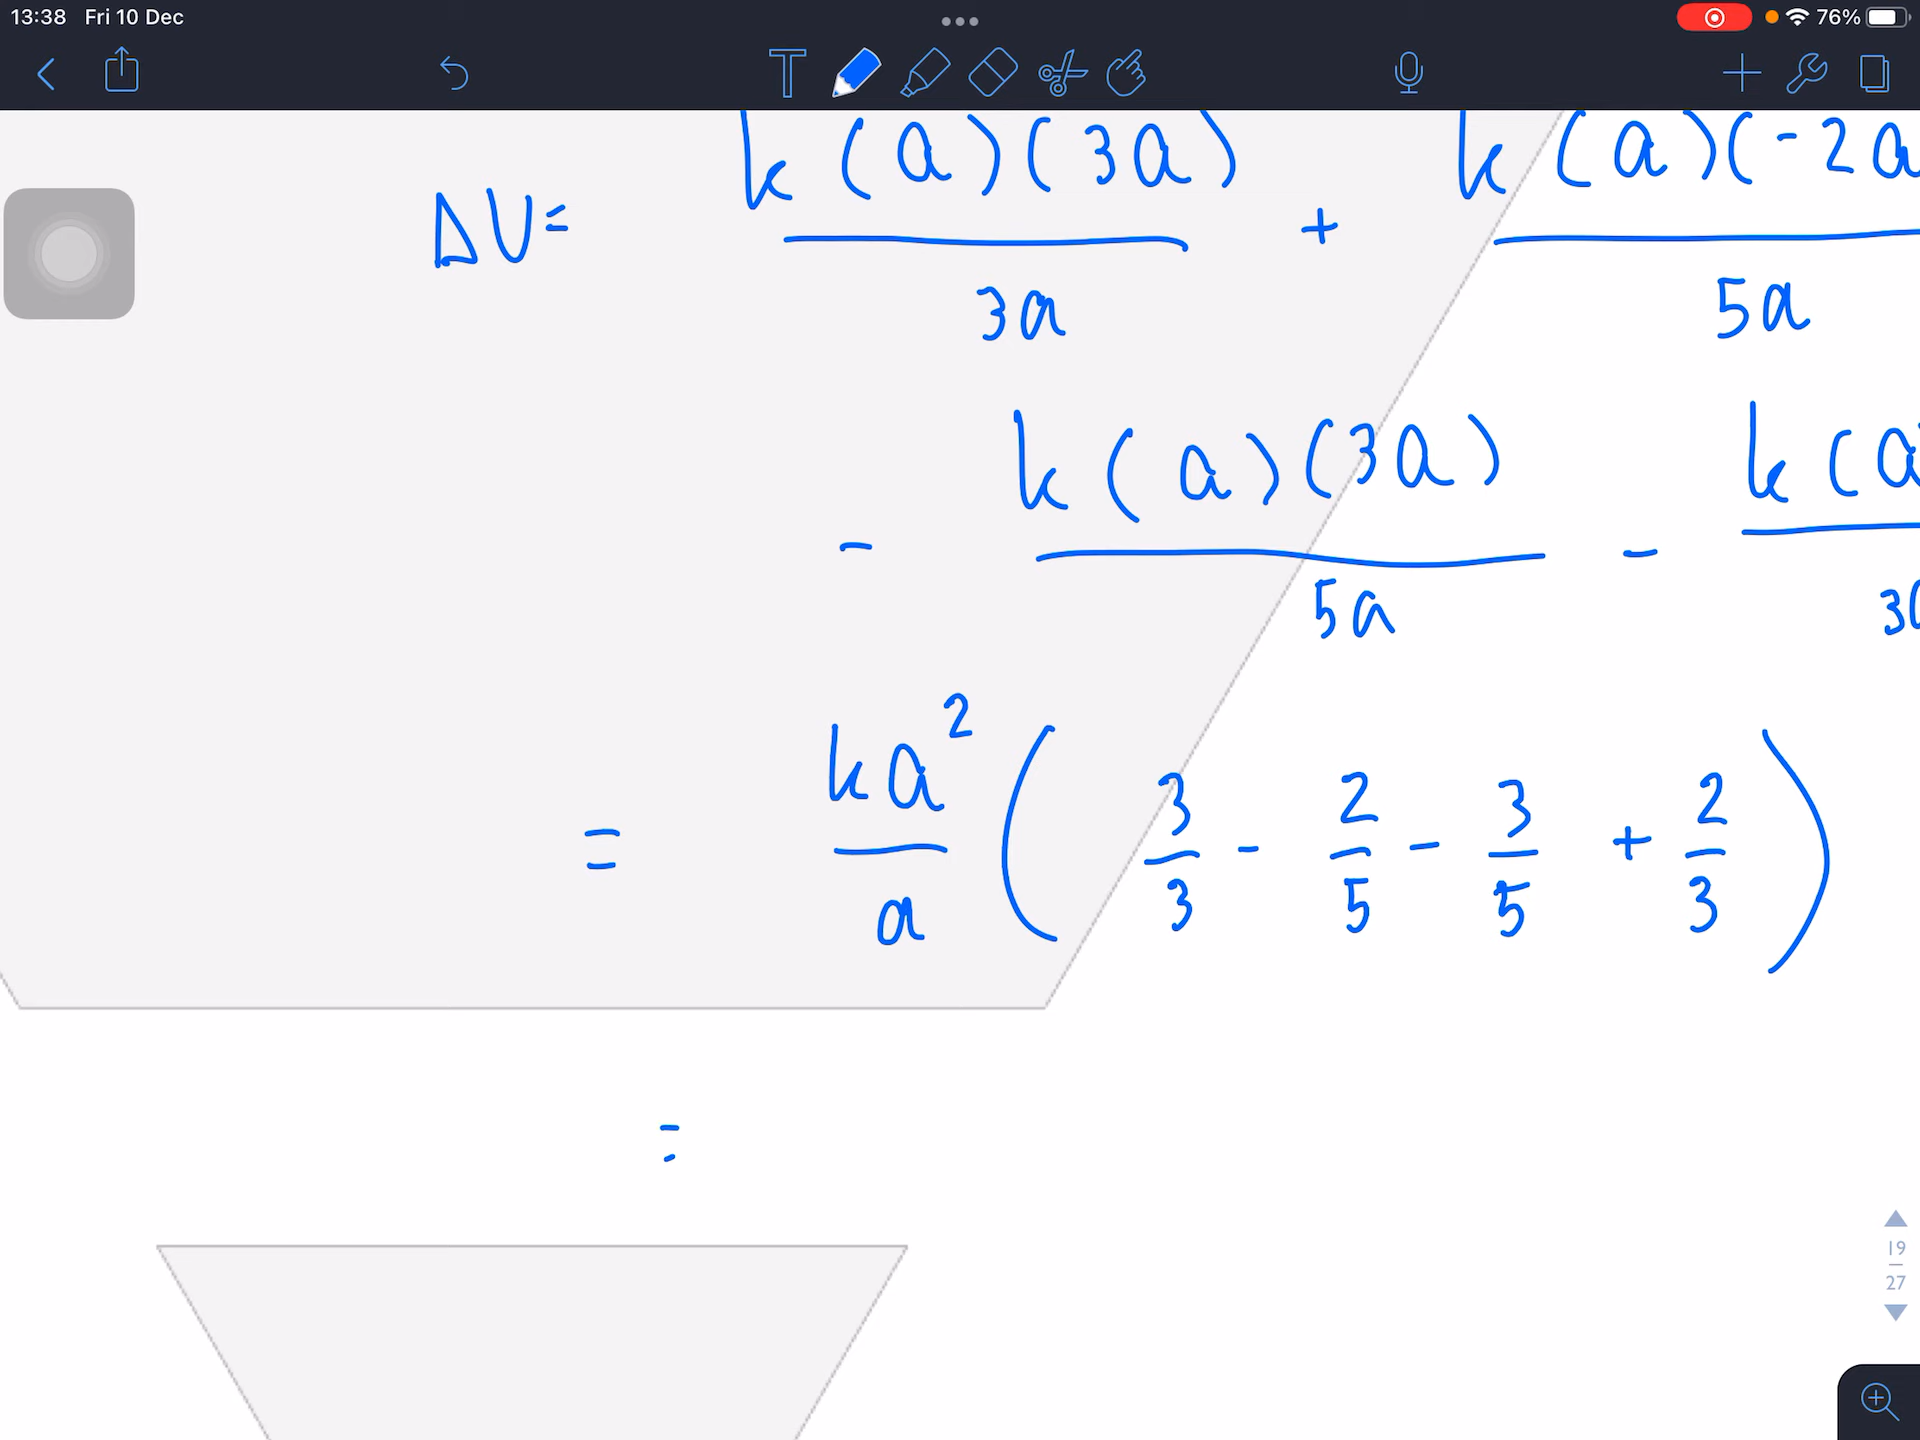 13:38 Fri 10 Dec 76%
T
k(a)(3a) k(a)(-2a
ΔU= +
3a 5a
k(a)(3a) k(a
- -
5a 3
ka² ( 3/3 - 2/5 - 3/5 + 2/3 )
= a
=
19
27